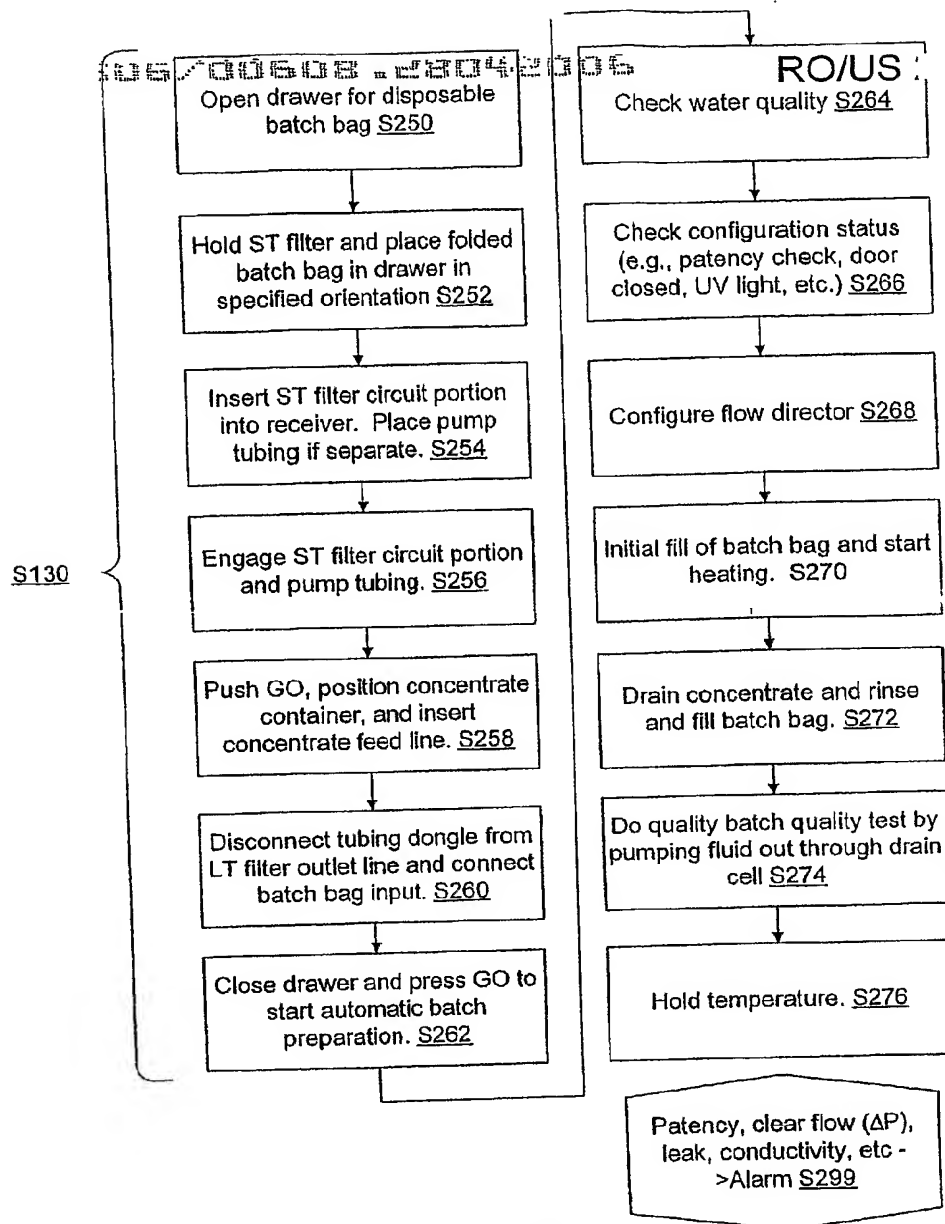 RO/US
S130
Open drawer for disposable
batch bag S250
Hold ST filter and place folded
batch bag in drawer in
specified orientation S252
Insert ST filter circuit portion
into receiver. Place pump
tubing if separate. S254
Engage ST filter circuit portion
and pump tubing. S256
Push GO, position concentrate
container, and insert
concentrate feed line. S258
Disconnect tubing dongle from
LT filter outlet line and connect
batch bag input. S260
Close drawer and press GO to
start automatic batch
preparation. S262
Check water quality S264
Check configuration status
(e.g., patency check, door
closed, UV light, etc.) S266
Configure flow director S268
Initial fill of batch bag and start
heating. S270
Drain concentrate and rinse
and fill batch bag. S272
Do quality batch quality test by
pumping fluid out through drain
cell S274
Hold temperature. S276
Patency, clear flow (ΔP),
leak, conductivity, etc -
>Alarm S299